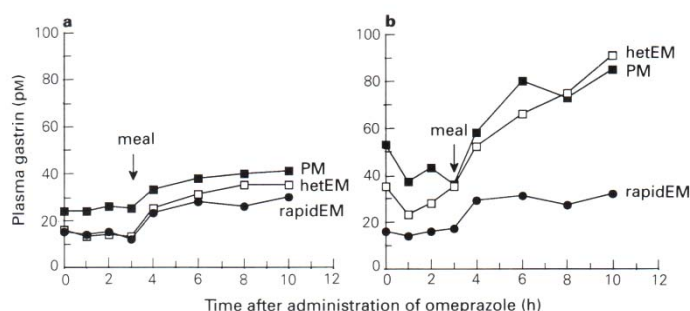 a
b
100
80
60
40
20
0
Plasma gastrin (pM)
meal
PM
hetEM
rapidEM
0 2 4 6 8 10 12
100
80
60
40
20
0
meal
hetEM
PM
rapidEM
0 2 4 6 8 10 12
Time after administration of omeprazole (h)